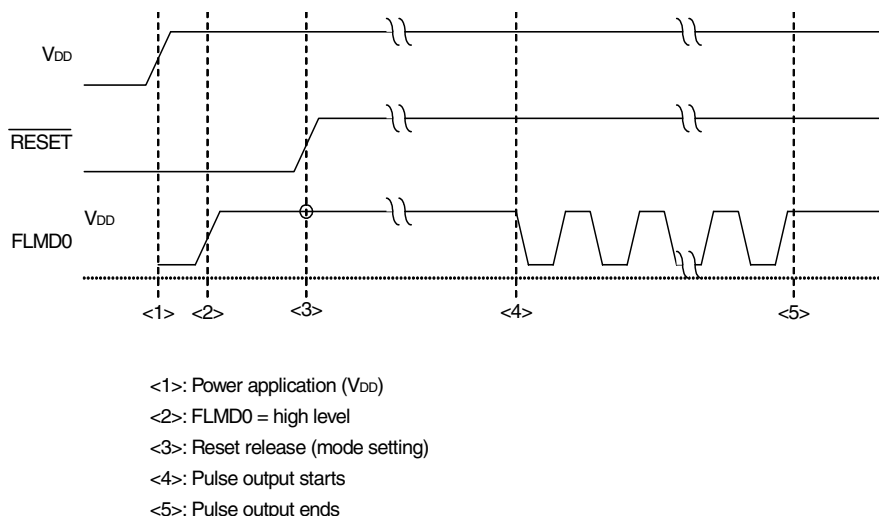 VDD
RESET
VDD
FLMD0
<1> <2> <3> <4> <5>
<1>: Power application (VDD)
<2>: FLMD0 = high level
<3>: Reset release (mode setting)
<4>: Pulse output starts
<5>: Pulse output ends